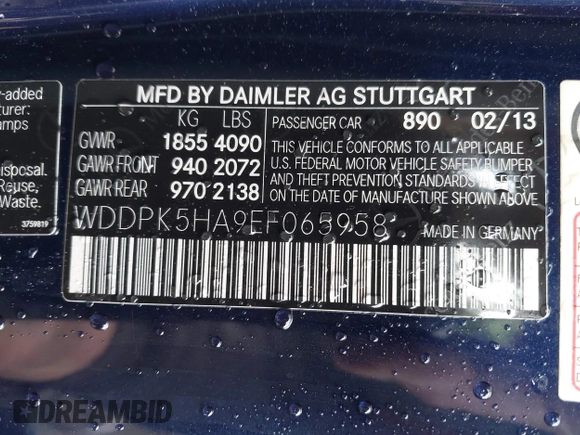 MFD BY DAIMLER AG STUTTGART
KG LBS
PASSENGER CAR 890 02/13
GWWR 1855 4090
GAWR FRONT 940 2072
GAWR REAR 970 2138
THIS VEHICLE CONFORMS TO ALL APPLICABLE
U.S. FEDERAL MOTOR VEHICLE SAFETY BUMPER
AND THEFT PREVENTION STANDARDS IN EFFECT
ON THE DATE OF MANUFACTURE SHOWN ABOVE.
WDDPK5HA9EF065958
MADE IN GERMANY
y-added
turer:
amps
isposal.
Reuse,
Waste.
3759819
DREAMBID